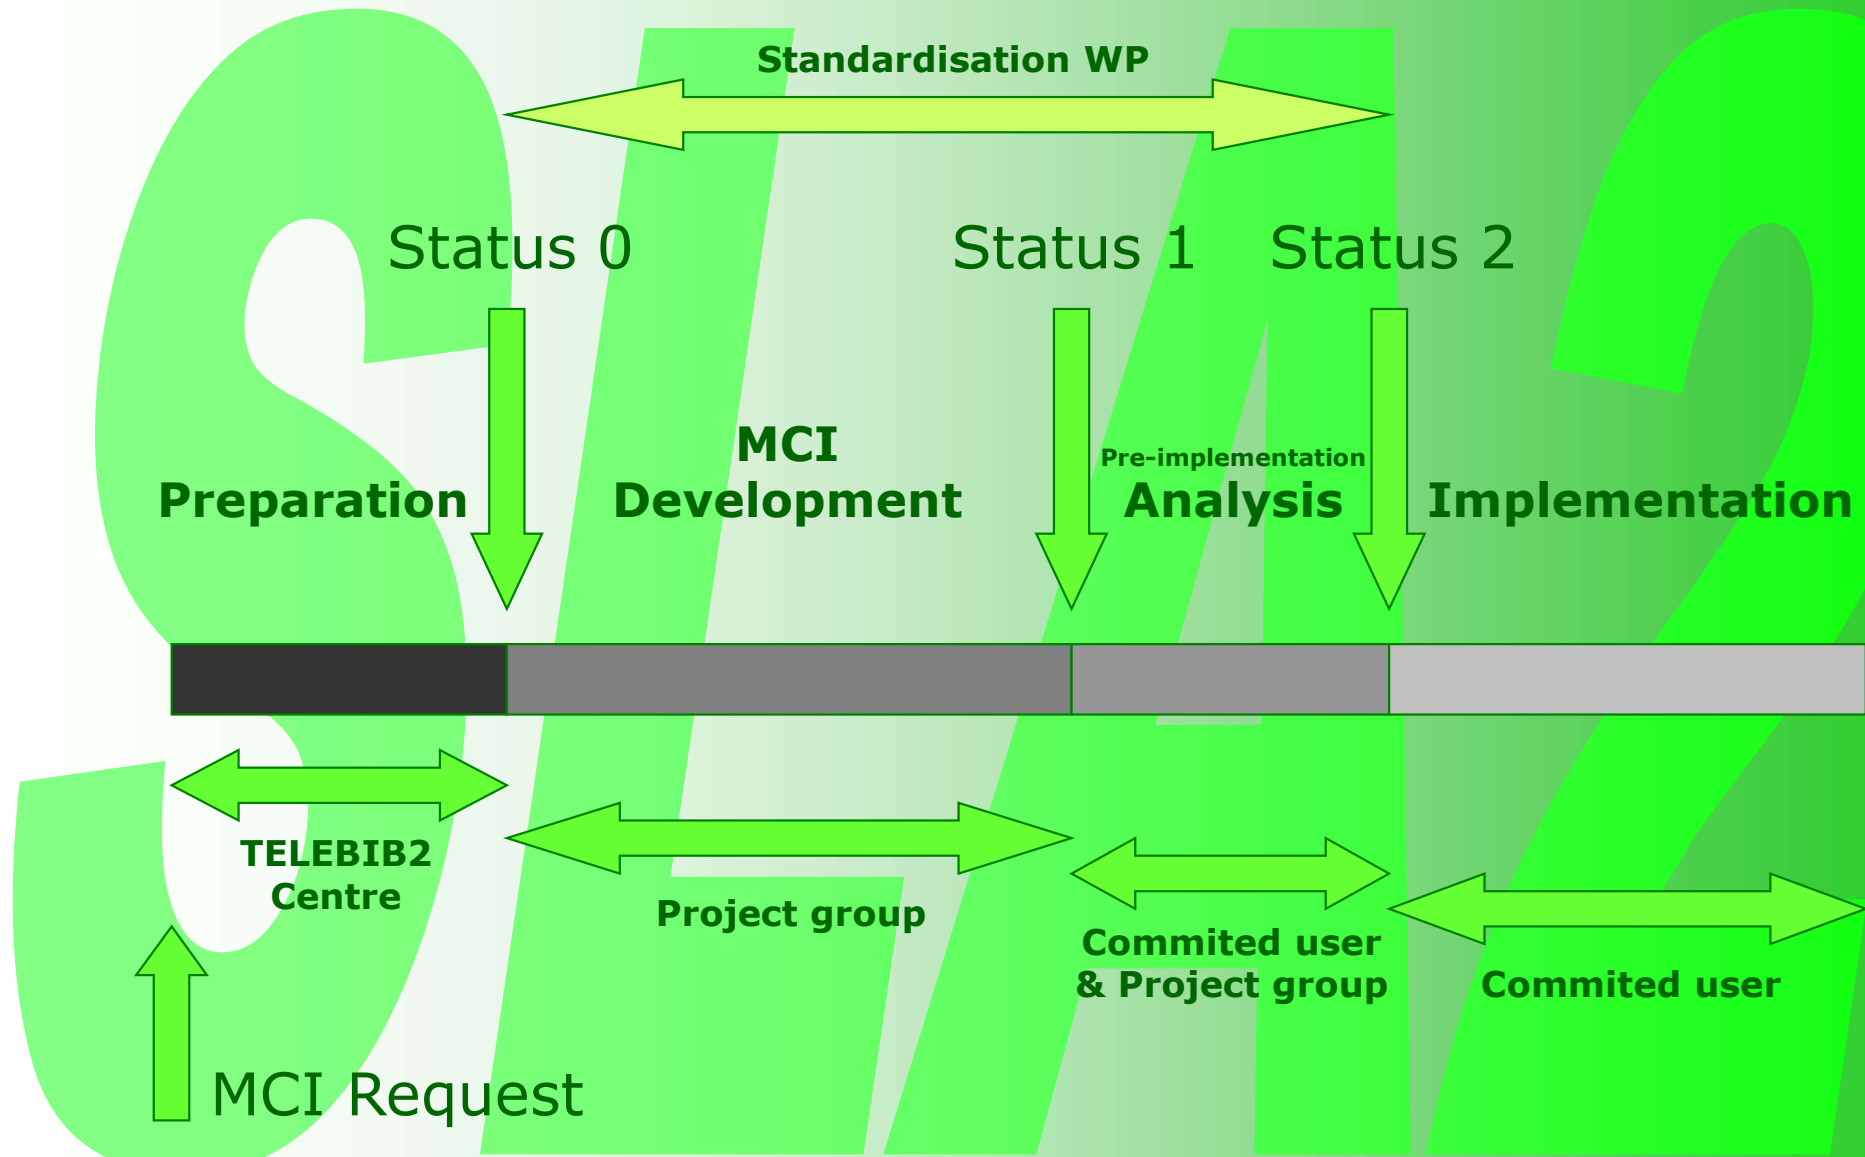 Standardisation WP
Status 0
Status 1
Status 2
Preparation
MCI
Development
Pre-implementation
Analysis
Implementation
TELEBIB2
Centre
Project group
Commited user
& Project group
Commited user
MCI Request
SLA2